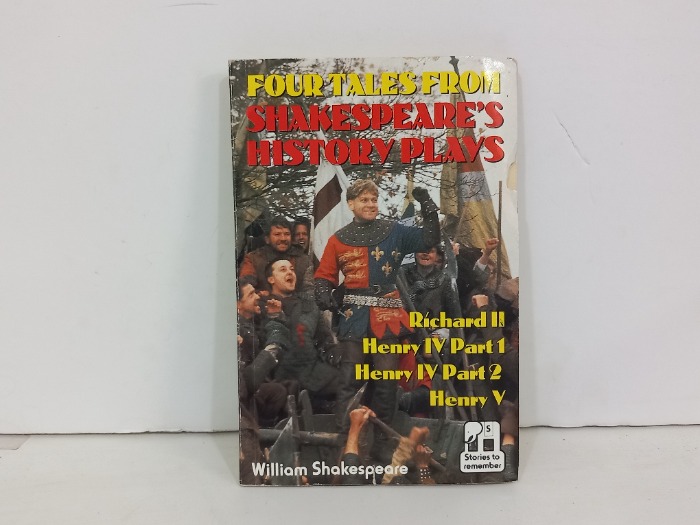 FOUR TALES FROM
SHAKESPEARE'S
HISTORY PLAYS
Richard II
Henry IV Part 1
Henry IV Part 2
Henry V
S
Stories to
remember
William Shakespeare